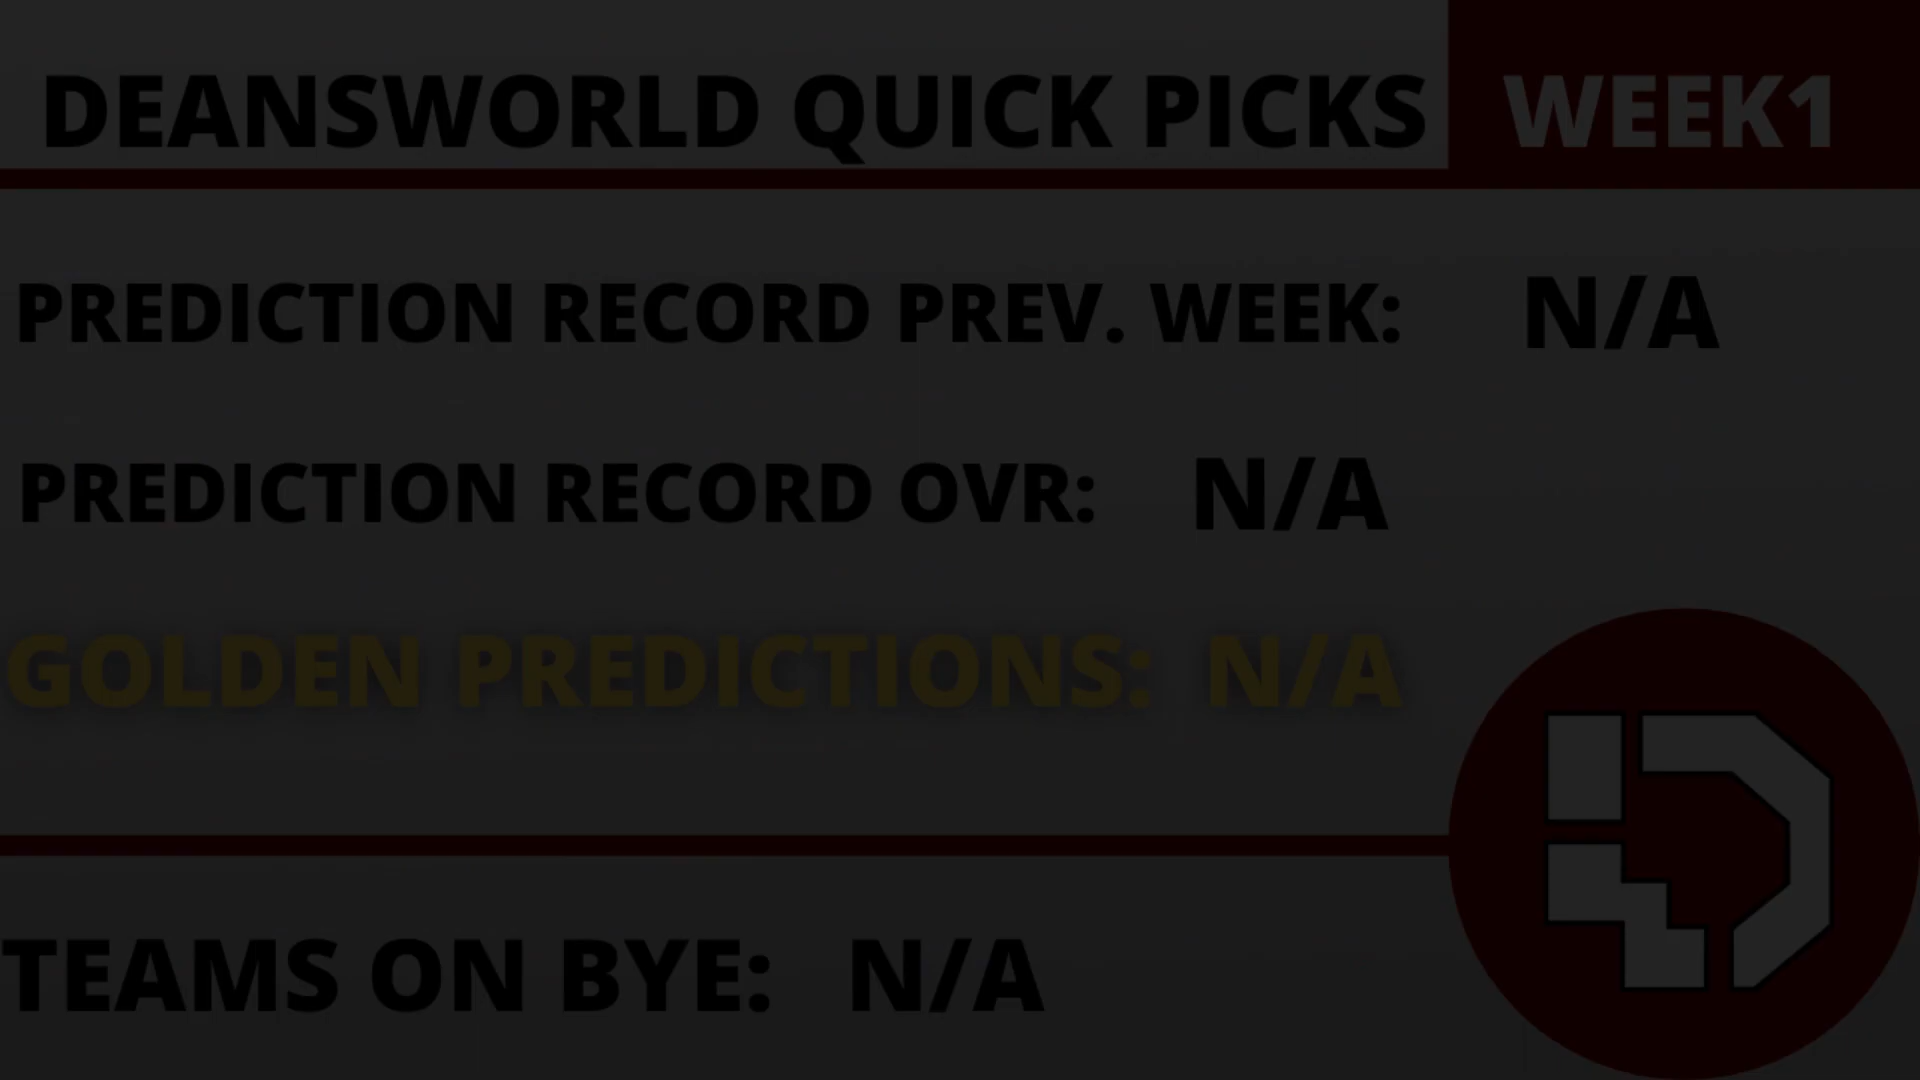 DEANSWORLD QUICK PICKS WEEK1
PREDICTION RECORD PREV. WEEK: N/A
PREDICTION RECORD OVR: N/A
GOLDEN PREDICTIONS: N/A
TEAMS ON BYE: N/A